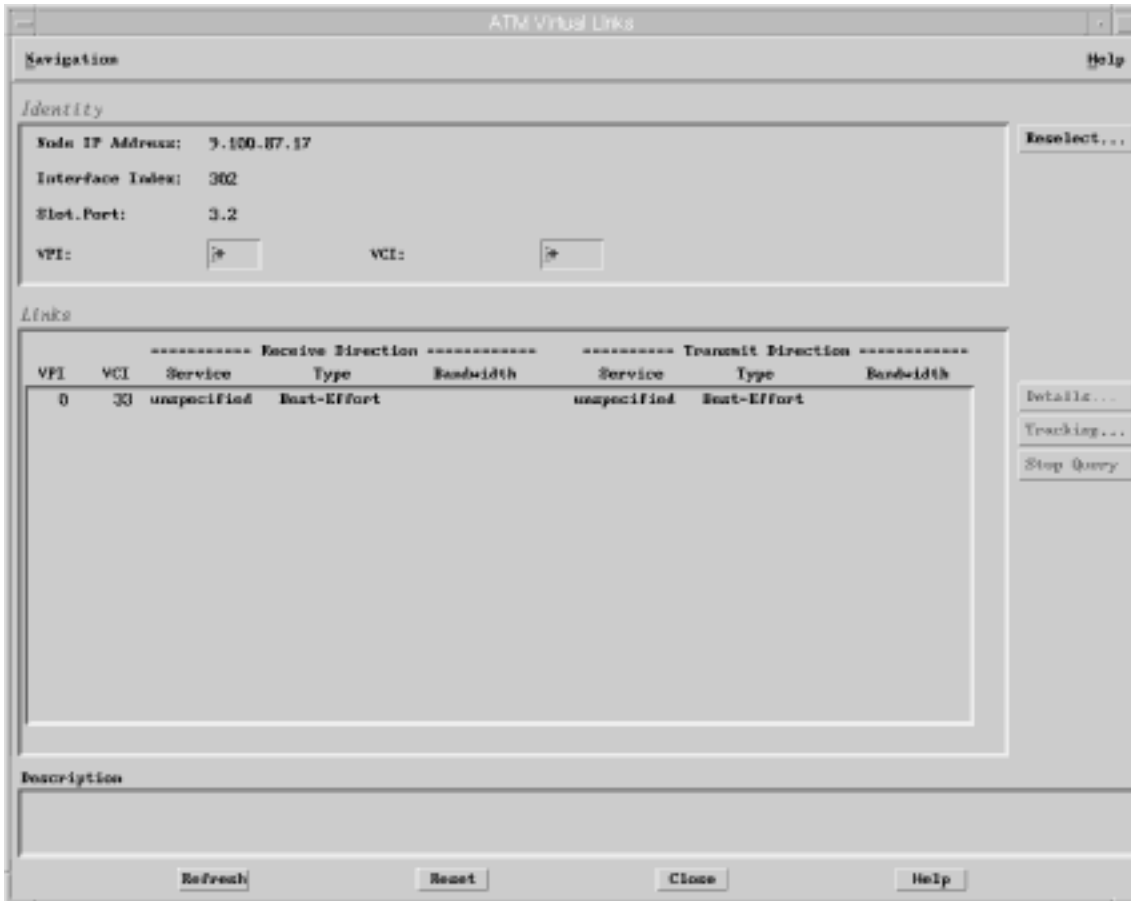 ATM Virtual Links
Navigation Help
Identity
Node IP Address: 9.100.87.17
Interface Index: 302
Slot.Port: 3.2
VPI: * VCI: *
Reselect...
Links
----------- Receive Direction ------------ ---------- Transmit Direction ------------
VPI VCI Service Type Bandwidth Service Type Bandwidth
0 33 unspecified Best-Effort unspecified Best-Effort
Details...
Tracking...
Stop Query
Description
Refresh Reset Close Help